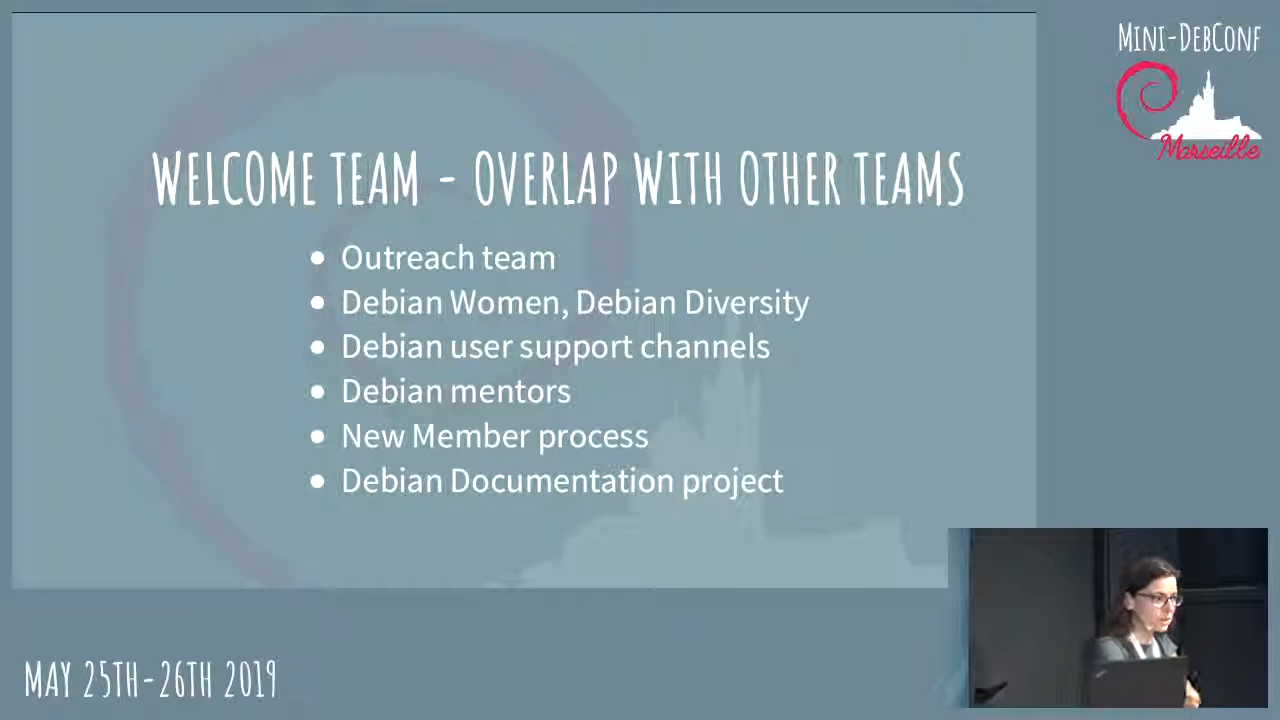 Mini-DebConf
Marseille
WELCOME TEAM - OVERLAP WITH OTHER TEAMS
• Outreach team
• Debian Women, Debian Diversity
• Debian user support channels
• Debian mentors
• New Member process
• Debian Documentation project
MAY 25TH-26TH 2019